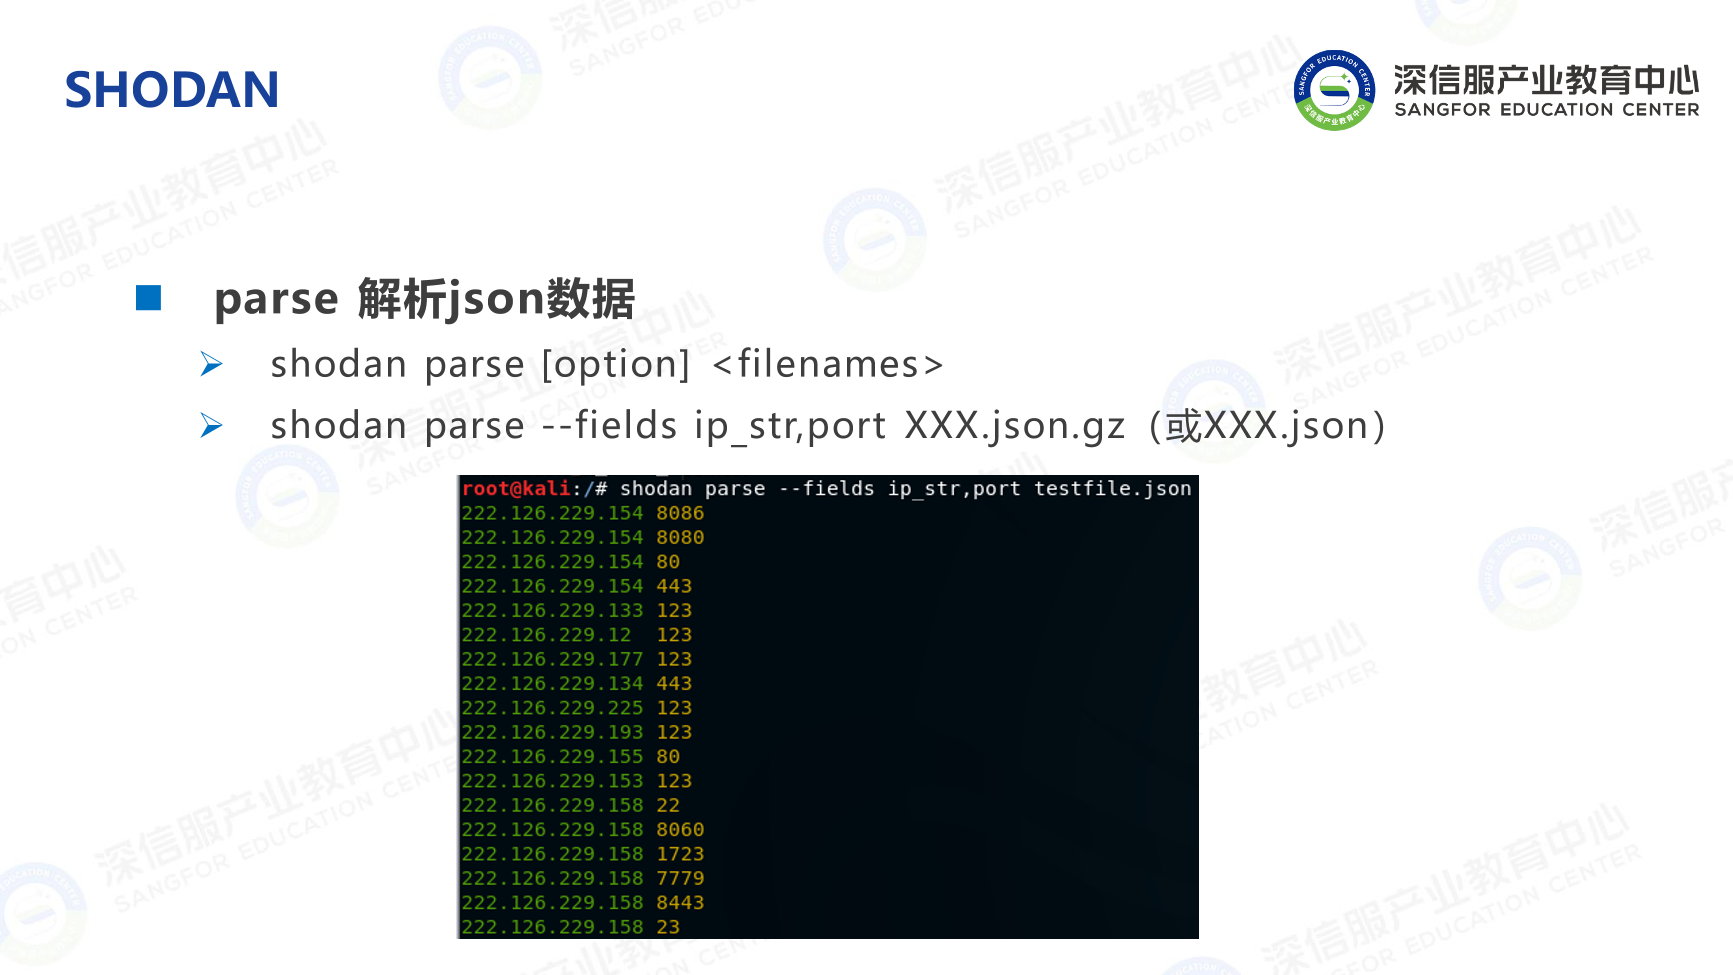 SHODAN
深信服产业教育中心
SANGFOR EDUCATION CENTER
parse 解析json数据
shodan parse [option] <filenames>
shodan parse --fields ip_str,port XXX.json.gz（或XXX.json）
root@kali:/# shodan parse --fields ip_str,port testfile.json
222.126.229.154 8086
222.126.229.154 8080
222.126.229.154 80
222.126.229.154 443
222.126.229.133 123
222.126.229.12 123
222.126.229.177 123
222.126.229.134 443
222.126.229.225 123
222.126.229.193 123
222.126.229.155 80
222.126.229.153 123
222.126.229.158 22
222.126.229.158 8060
222.126.229.158 1723
222.126.229.158 7779
222.126.229.158 8443
222.126.229.158 23